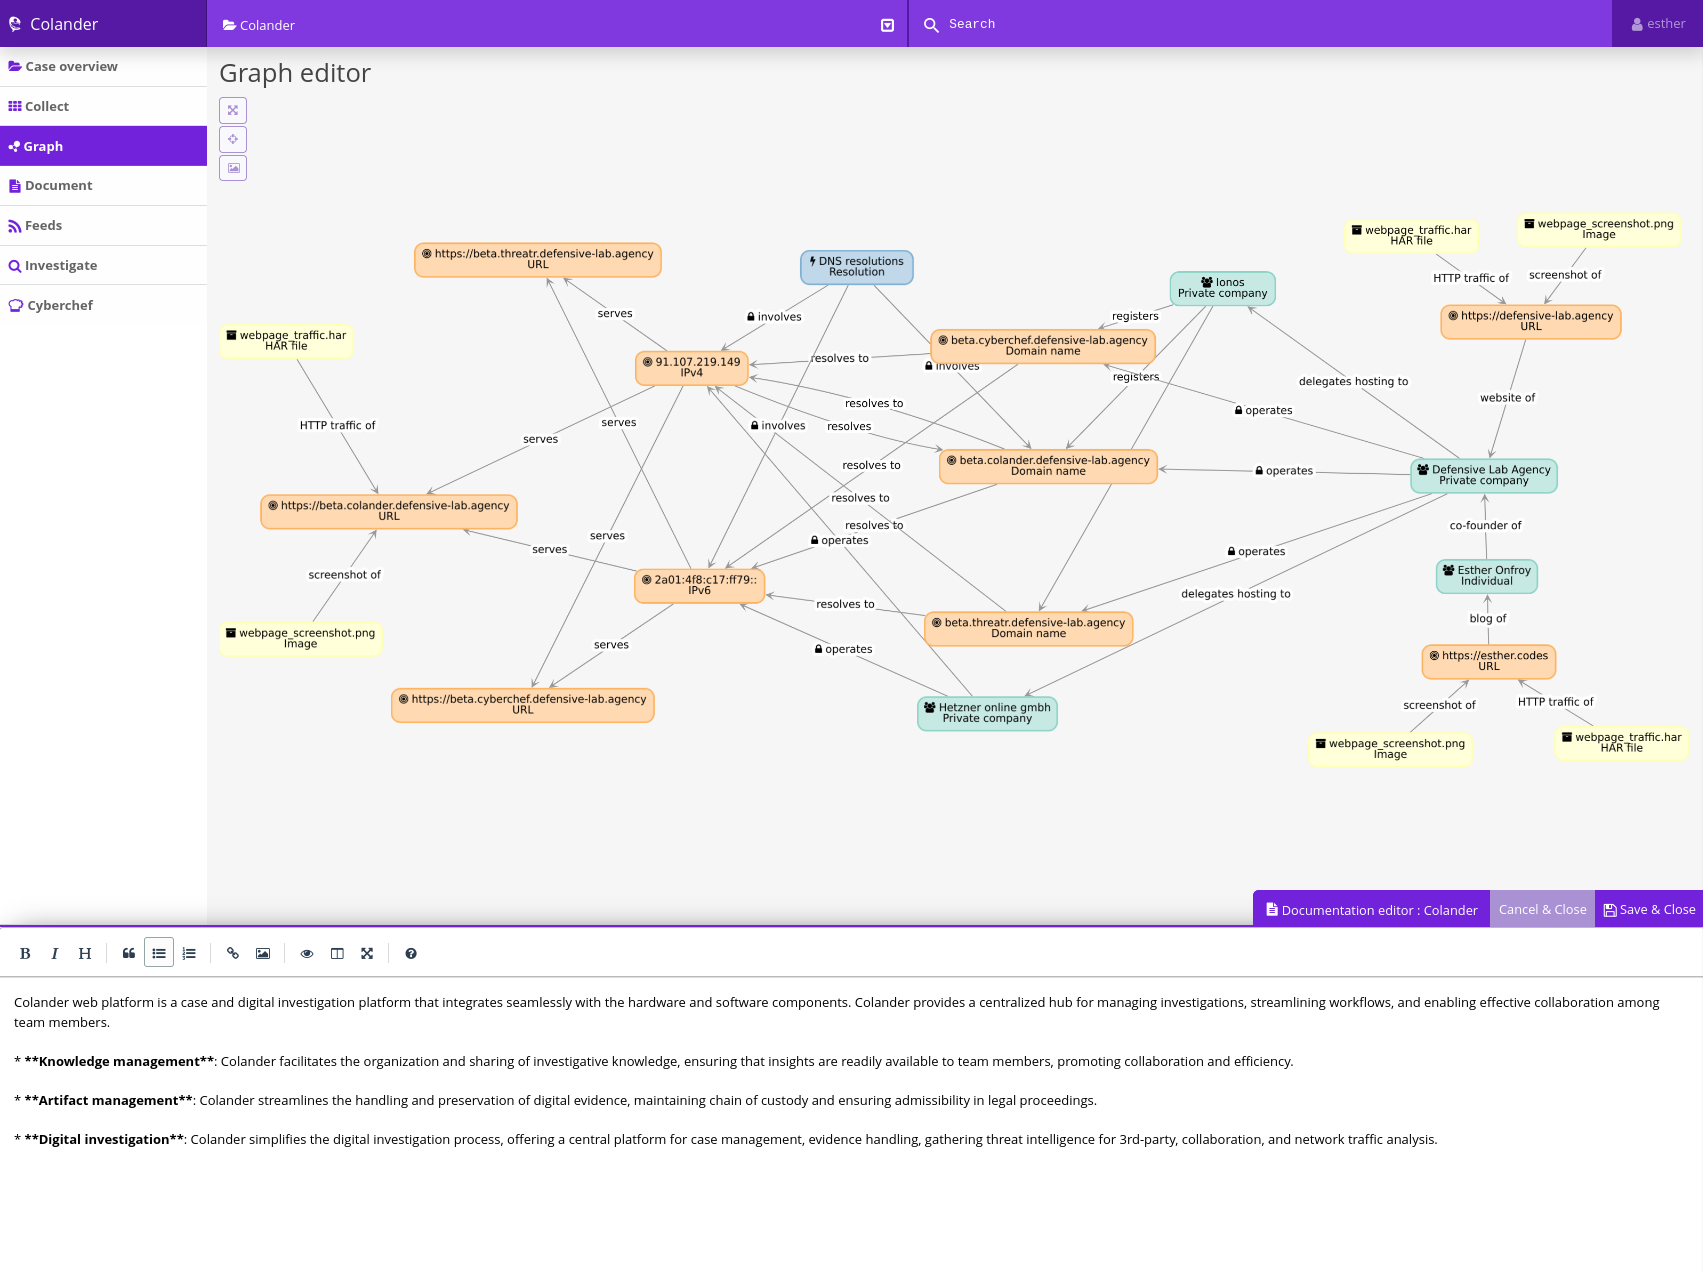 Colander
Colander
Search
esther
Case overview
Collect
Graph
Document
Feeds
Investigate
Cyberchef
Graph editor
webpage_traffic.har
HAR file
webpage_screenshot.png
Image
https://beta.threatr.defensive-lab.agency
URL
DNS resolutions
Resolution
HTTP traffic of
screenshot of
Ionos
Private company
serves
involves
registers
https://defensive-lab.agency
URL
webpage_traffic.har
HAR file
beta.cyberchef.defensive-lab.agency
Domain name
91.107.219.149
IPv4
resolves to
involves
registers
delegates hosting to
website of
resolves to
operates
HTTP traffic of
serves
involves
resolves
serves
resolves to
beta.colander.defensive-lab.agency
Domain name
operates
Defensive Lab Agency
Private company
resolves to
https://beta.colander.defensive-lab.agency
URL
resolves to
co-founder of
serves
operates
serves
operates
screenshot of
2a01:4f8:c17:ff79::
IPv6
Esther Onfroy
Individual
delegates hosting to
resolves to
blog of
webpage_screenshot.png
Image
beta.threatr.defensive-lab.agency
Domain name
serves
operates
https://esther.codes
URL
https://beta.cyberchef.defensive-lab.agency
URL
Hetzner online gmbh
Private company
screenshot of
HTTP traffic of
webpage_screenshot.png
Image
webpage_traffic.har
HAR file
Documentation editor : Colander
Cancel & Close
Save & Close
B I H
Colander web platform is a case and digital investigation platform that integrates seamlessly with the hardware and software components. Colander provides a centralized hub for managing investigations, streamlining workflows, and enabling effective collaboration among
team members.
* **Knowledge management**: Colander facilitates the organization and sharing of investigative knowledge, ensuring that insights are readily available to team members, promoting collaboration and efficiency.
* **Artifact management**: Colander streamlines the handling and preservation of digital evidence, maintaining chain of custody and ensuring admissibility in legal proceedings.
* **Digital investigation**: Colander simplifies the digital investigation process, offering a central platform for case management, evidence handling, gathering threat intelligence for 3rd-party, collaboration, and network traffic analysis.